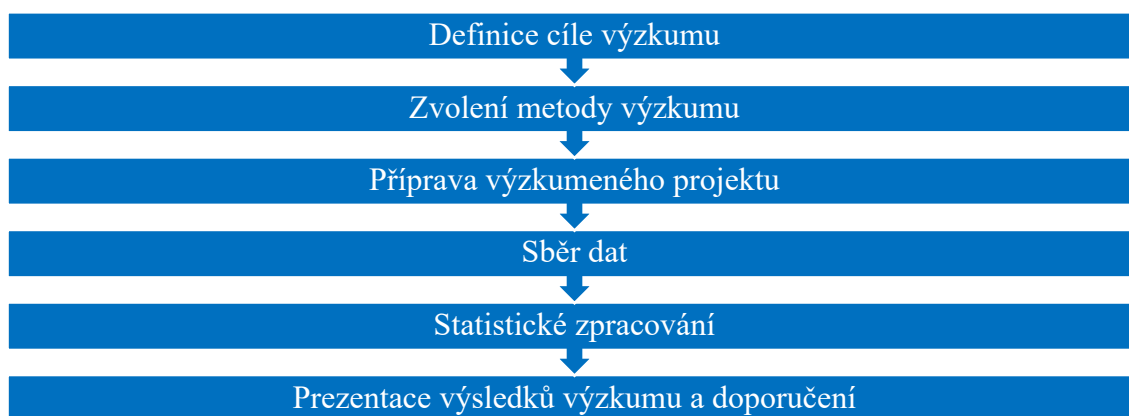 Definice cíle výzkumu
Zvolení metody výzkumu
Příprava výzkumeného projektu
Sběr dat
Statistické zpracování
Prezentace výsledků výzkumu a doporučení